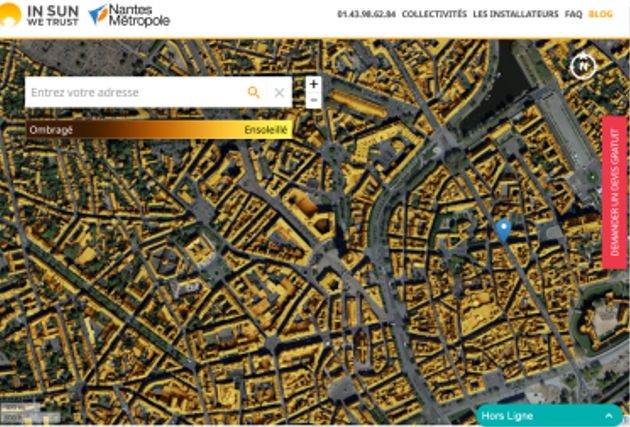 IN SUN
WE TRUST
Nantes
Métropole
01.43.98.62.84 COLLECTIVITÉS LES INSTALLATEURS FAQ BLOG
Entrez votre adresse
+
-
N
Ombragé Ensoleillé
DEMANDER UN DEVIS GRATUIT
Hors Ligne